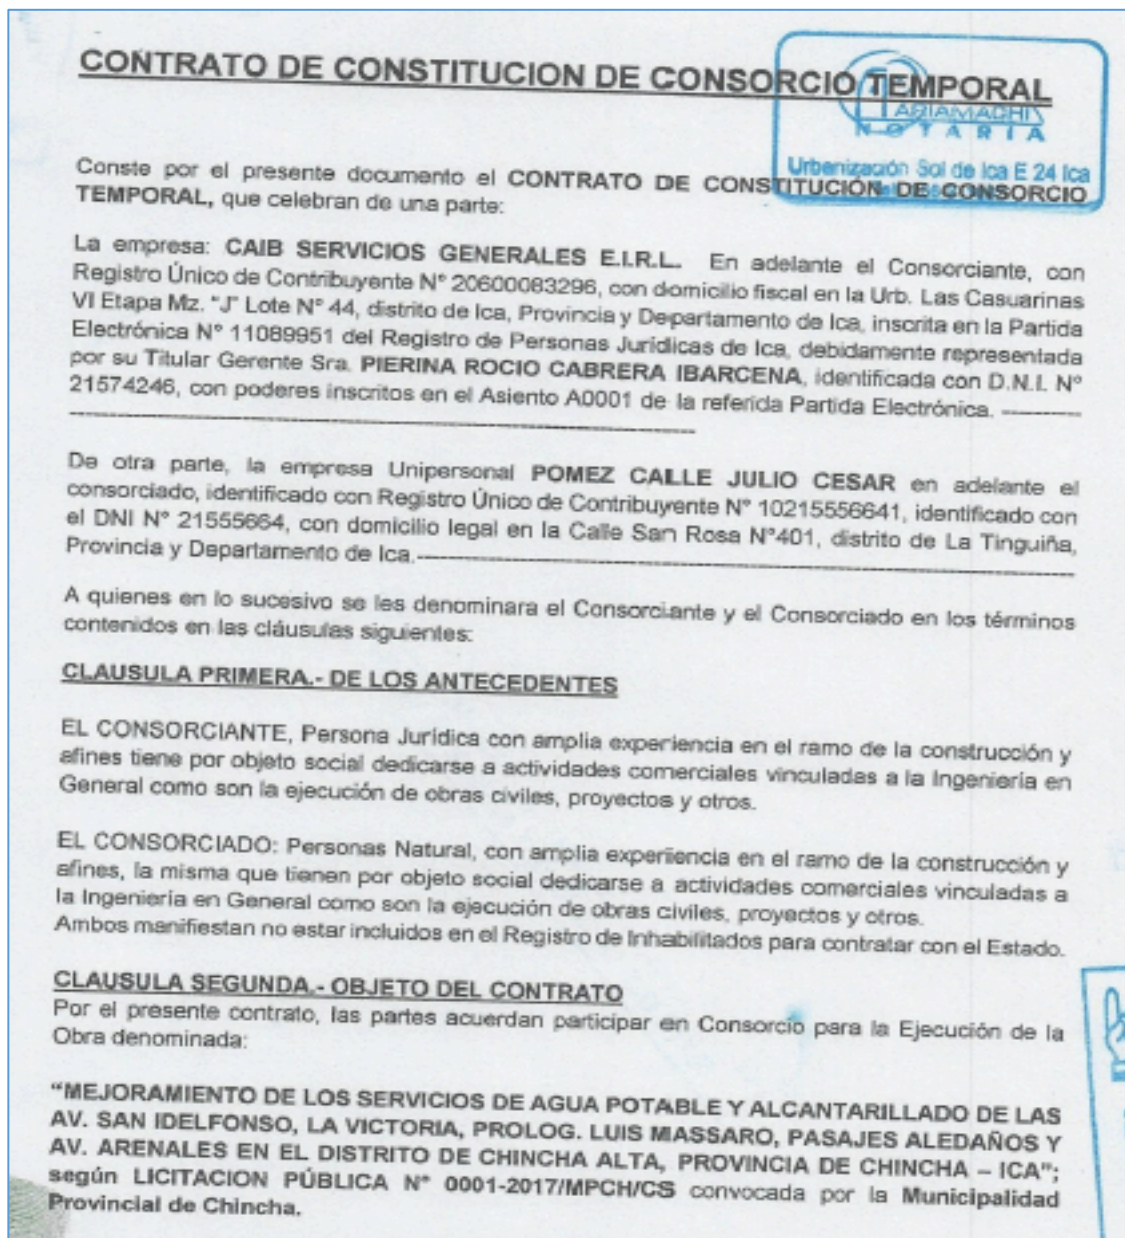 CONTRATO DE CONSTITUCION DE CONSORCIO TEMPORAL
ARIAMACHI
NOTARIA
Urbenización Sol de Ica E 24 Ica
Conste por el presente documento el CONTRATO DE CONSTITUCIÓN DE CONSORCIO
TEMPORAL, que celebran de una parte:
La empresa: CAIB SERVICIOS GENERALES E.I.R.L. En adelante el Consorciante, con
Registro Único de Contribuyente N° 20600083296, con domicilio fiscal en la Urb. Las Casuarinas
VI Etapa Mz. "J" Lote N° 44, distrito de Ica, Provincia y Departamento de Ica, inscrita en la Partida
Electrónica N° 11089951 del Registro de Personas Jurídicas de Ica, debidamente representada
por su Titular Gerente Sra. PIERINA ROCIO CABRERA IBARCENA, identificada con D.N.I. N°
21574246, con poderes inscritos en el Asiento A0001 de la referida Partida Electrónica. ----------
De otra parte, la empresa Unipersonal POMEZ CALLE JULIO CESAR en adelante el
consorciado, identificado con Registro Único de Contribuyente N° 10215556641, identificado con
el DNI N° 21555664, con domicilio legal en la Calle San Rosa N°401, distrito de La Tinguiña,
Provincia y Departamento de Ica.----------
A quienes en lo sucesivo se les denominara el Consorciante y el Consorciado en los términos
contenidos en las cláusulas siguientes:
CLAUSULA PRIMERA.- DE LOS ANTECEDENTES
EL CONSORCIANTE, Persona Jurídica con amplia experiencia en el ramo de la construcción y
afines tiene por objeto social dedicarse a actividades comerciales vinculadas a la Ingeniería en
General como son la ejecución de obras civiles, proyectos y otros.
EL CONSORCIADO: Personas Natural, con amplia experiencia en el ramo de la construcción y
afines, la misma que tienen por objeto social dedicarse a actividades comerciales vinculadas a
la Ingeniería en General como son la ejecución de obras civiles, proyectos y otros.
Ambos manifiestan no estar incluidos en el Registro de Inhabilitados para contratar con el Estado.
CLAUSULA SEGUNDA.- OBJETO DEL CONTRATO
Por el presente contrato, las partes acuerdan participar en Consorcio para la Ejecución de la
Obra denominada:
"MEJORAMIENTO DE LOS SERVICIOS DE AGUA POTABLE Y ALCANTARILLADO DE LAS
AV. SAN IDELFONSO, LA VICTORIA, PROLOG. LUIS MASSARO, PASAJES ALEDAÑOS Y
AV. ARENALES EN EL DISTRITO DE CHINCHA ALTA, PROVINCIA DE CHINCHA – ICA";
según LICITACION PÚBLICA N° 0001-2017/MPCH/CS convocada por la Municipalidad
Provincial de Chincha.